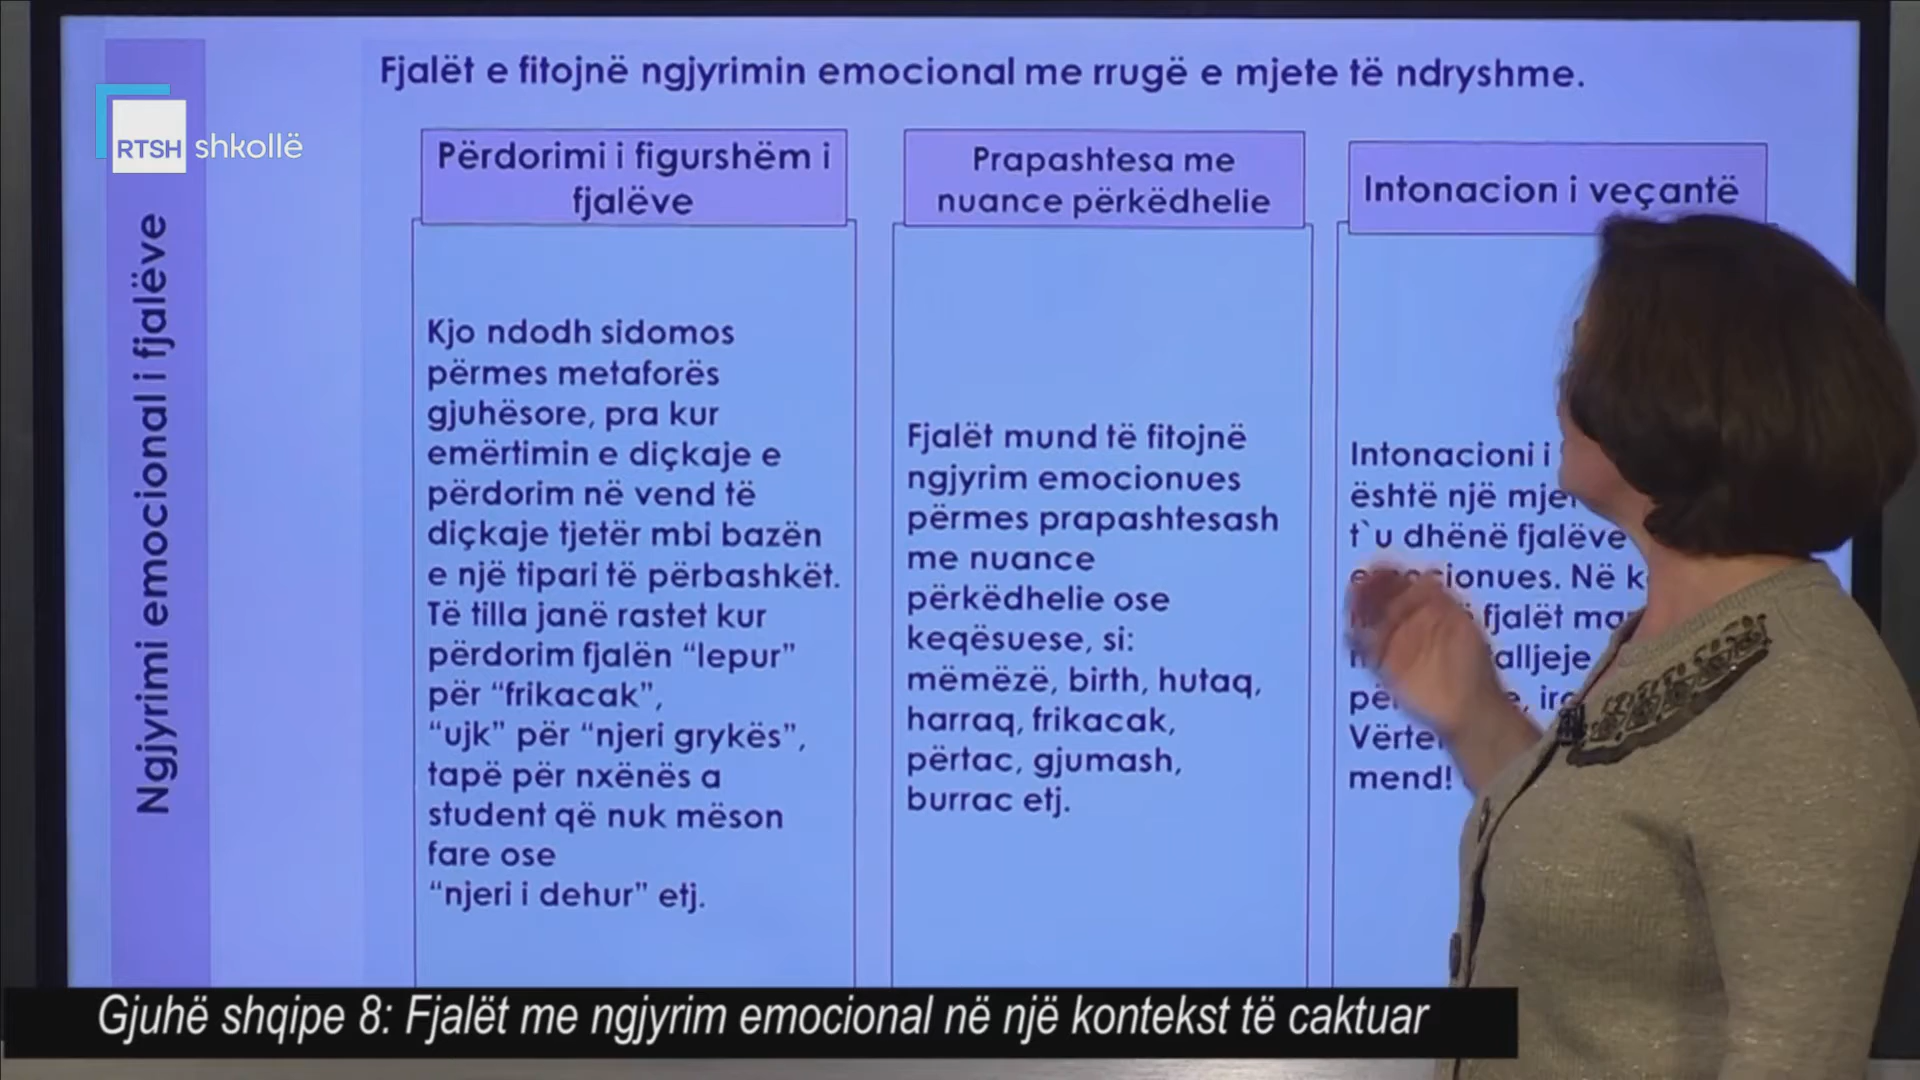 Fjalët e fitojnë ngjyrimin emocional me rrugë e mjete të ndryshme.
RTSH shkollë
Ngjyrimi emocional i fjalëve
Përdorimi i figurshëm i
fjalëve
Kjo ndodh sidomos
përmes metaforës
gjuhësore, pra kur
emërtimin e diçkaje e
përdorim në vend të
diçkaje tjetër mbi bazën
e një tipari të përbashkët.
Të tilla janë rastet kur
përdorim fjalën “lepur”
për “frikacak”,
“ujk” për “njeri grykës”,
tapë për nxënës a
student që nuk mëson
fare ose
“njeri i dehur” etj.
Prapashtesa me
nuance përkëdhelie
Fjalët mund të fitojnë
ngjyrim emocionues
përmes prapashtesash
me nuance
përkëdhelie ose
keqësuese, si:
mëmëzë, birth, hutaq,
harraq, frikacak,
përtac, gjumash,
burrac etj.
Intonacion i veçantë
Intonacioni i
është një
t`u dhënë fjalëve
Në
fjalët
mend!
Gjuhë shqipe 8: Fjalët me ngjyrim emocional në një kontekst të caktuar